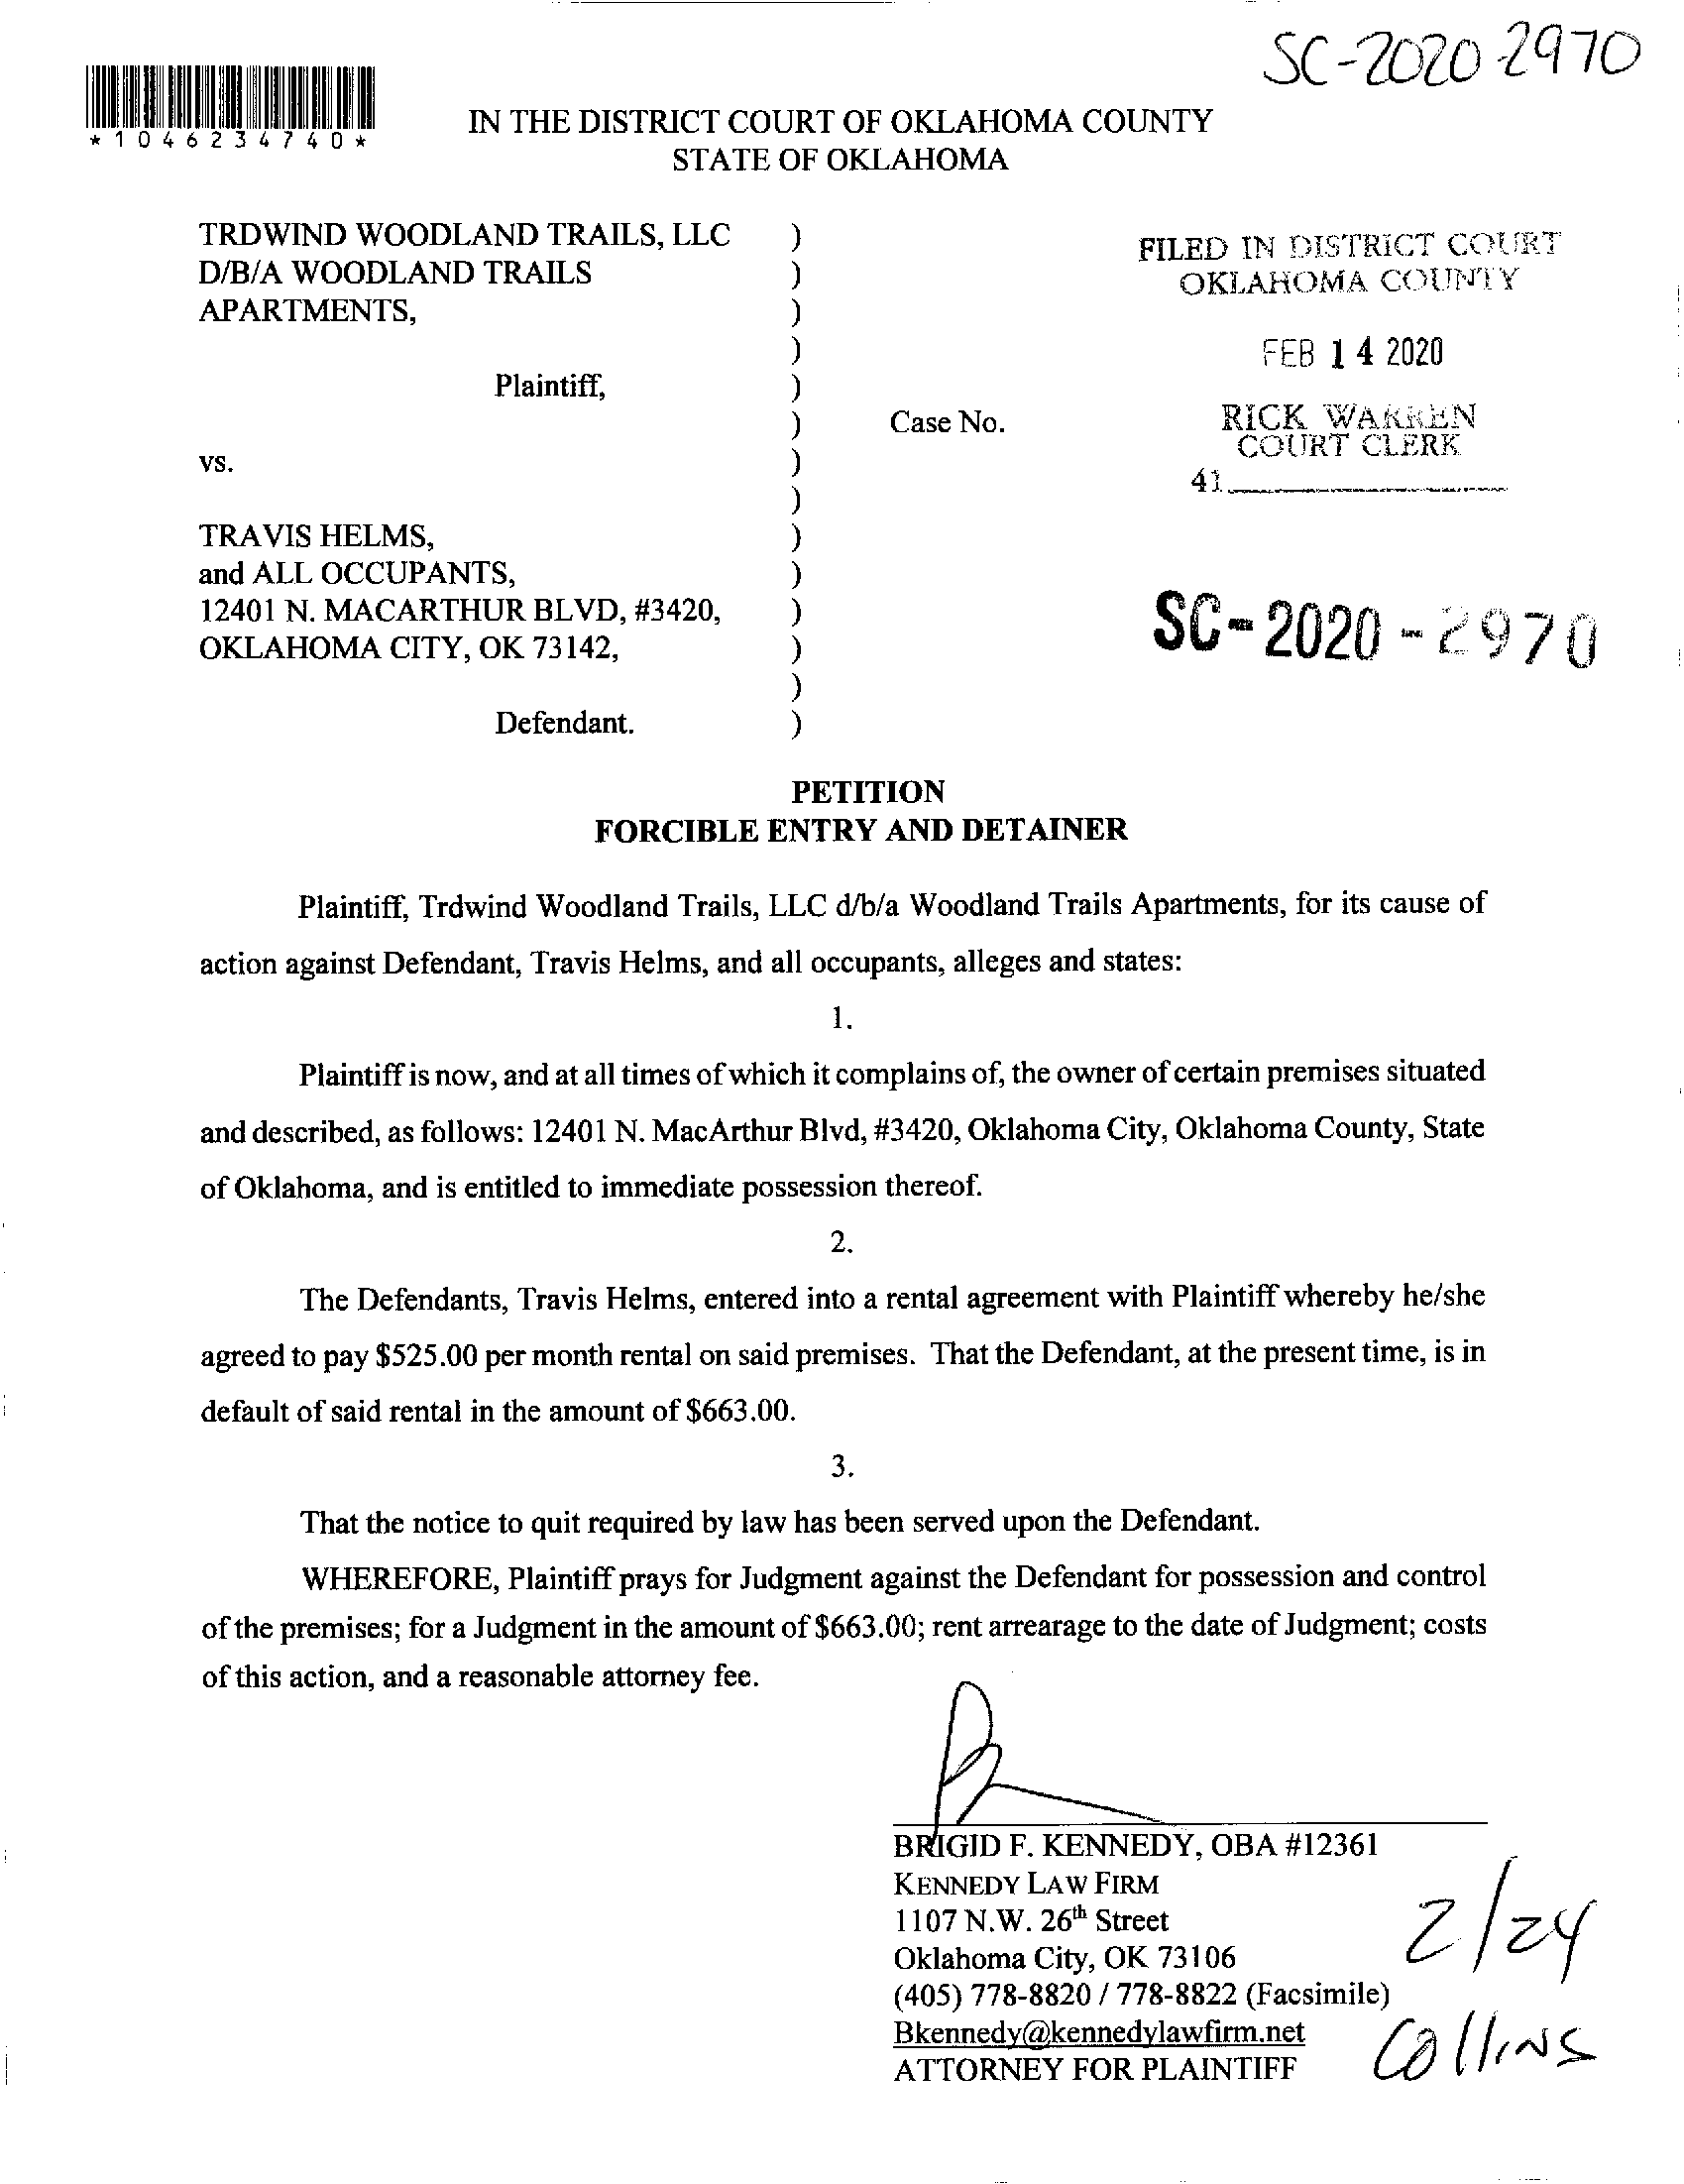 SC-2020-2970
*1046234740*
IN THE DISTRICT COURT OF OKLAHOMA COUNTY
STATE OF OKLAHOMA
TRDWIND WOODLAND TRAILS, LLC )
D/B/A WOODLAND TRAILS )
APARTMENTS, )
)
Plaintiff, )
) Case No.
vs. )
)
TRAVIS HELMS, )
and ALL OCCUPANTS, )
12401 N. MACARTHUR BLVD, #3420, )
OKLAHOMA CITY, OK 73142, )
)
Defendant. )
FILED IN DISTRICT COURT
OKLAHOMA COUNTY
FEB 14 2020
RICK WARREN
COURT CLERK
41
SC-2020-2970
PETITION
FORCIBLE ENTRY AND DETAINER
Plaintiff, Trdwind Woodland Trails, LLC d/b/a Woodland Trails Apartments, for its cause of
action against Defendant, Travis Helms, and all occupants, alleges and states:
1.
Plaintiff is now, and at all times of which it complains of, the owner of certain premises situated
and described, as follows: 12401 N. MacArthur Blvd, #3420, Oklahoma City, Oklahoma County, State
of Oklahoma, and is entitled to immediate possession thereof.
2.
The Defendants, Travis Helms, entered into a rental agreement with Plaintiff whereby he/she
agreed to pay $525.00 per month rental on said premises. That the Defendant, at the present time, is in
default of said rental in the amount of $663.00.
3.
That the notice to quit required by law has been served upon the Defendant.
WHEREFORE, Plaintiff prays for Judgment against the Defendant for possession and control
of the premises; for a Judgment in the amount of $663.00; rent arrearage to the date of Judgment; costs
of this action, and a reasonable attorney fee.
BRIGID F. KENNEDY, OBA #12361
KENNEDY LAW FIRM
1107 N.W. 26th Street
Oklahoma City, OK 73106
(405) 778-8820 / 778-8822 (Facsimile)
Bkennedy@kennedylawfirm.net
ATTORNEY FOR PLAINTIFF
2/24
Collins